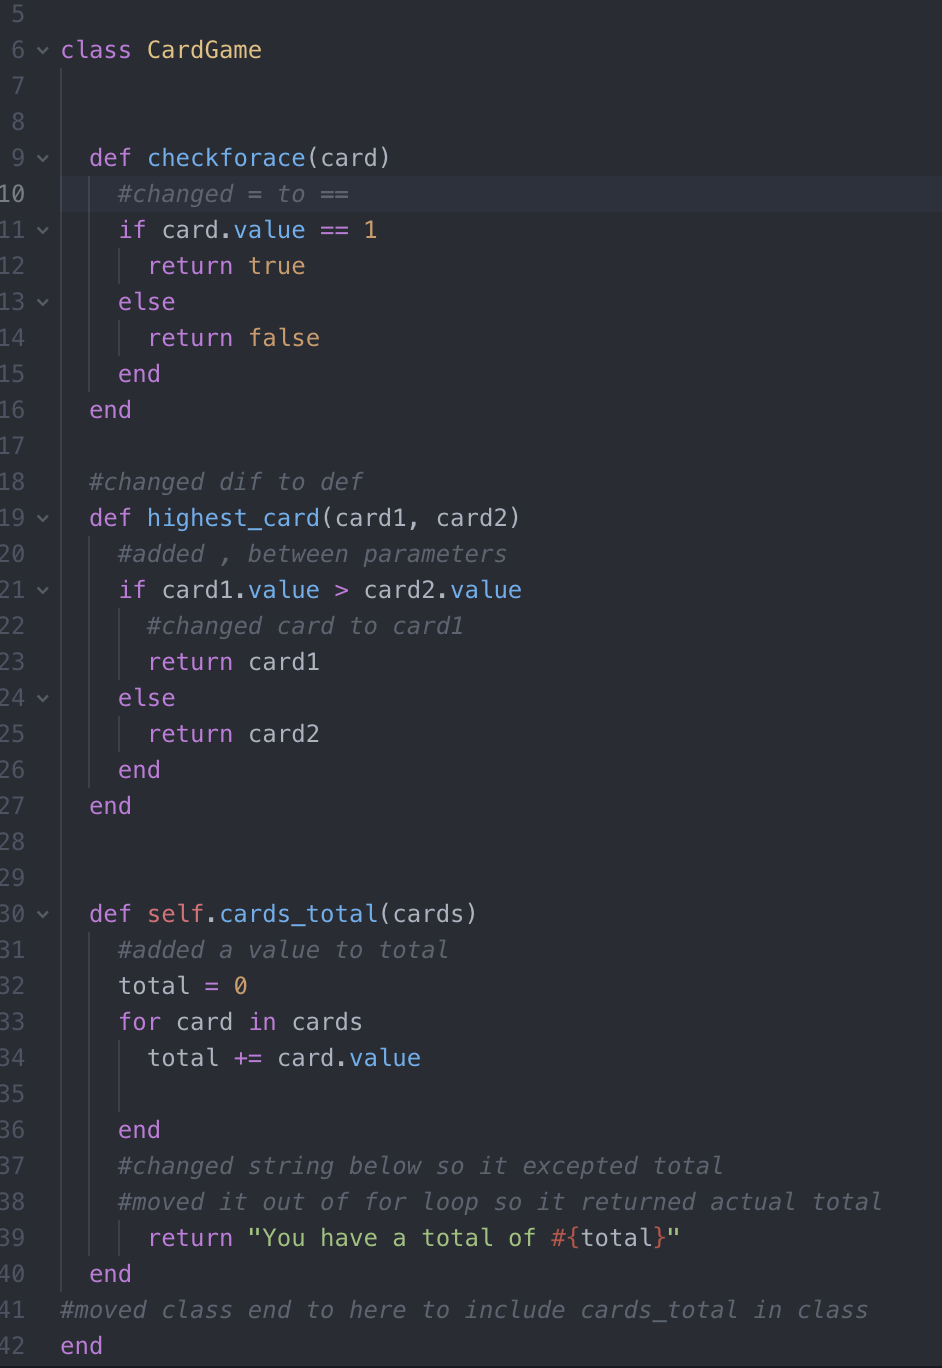 5
6 class CardGame
7
8
9 def checkforace(card)
10 #changed = to ==
11 if card.value == 1
12 return true
13 else
14 return false
15 end
16 end
17
18 #changed dif to def
19 def highest_card(card1, card2)
20 #added , between parameters
21 if card1.value > card2.value
22 #changed card to card1
23 return card1
24 else
25 return card2
26 end
27 end
28
29
30 def self.cards_total(cards)
31 #added a value to total
32 total = 0
33 for card in cards
34 total += card.value
35
36 end
37 #changed string below so it excepted total
38 #moved it out of for loop so it returned actual total
39 return "You have a total of #{total}"
40 end
41 #moved class end to here to include cards_total in class
42 end